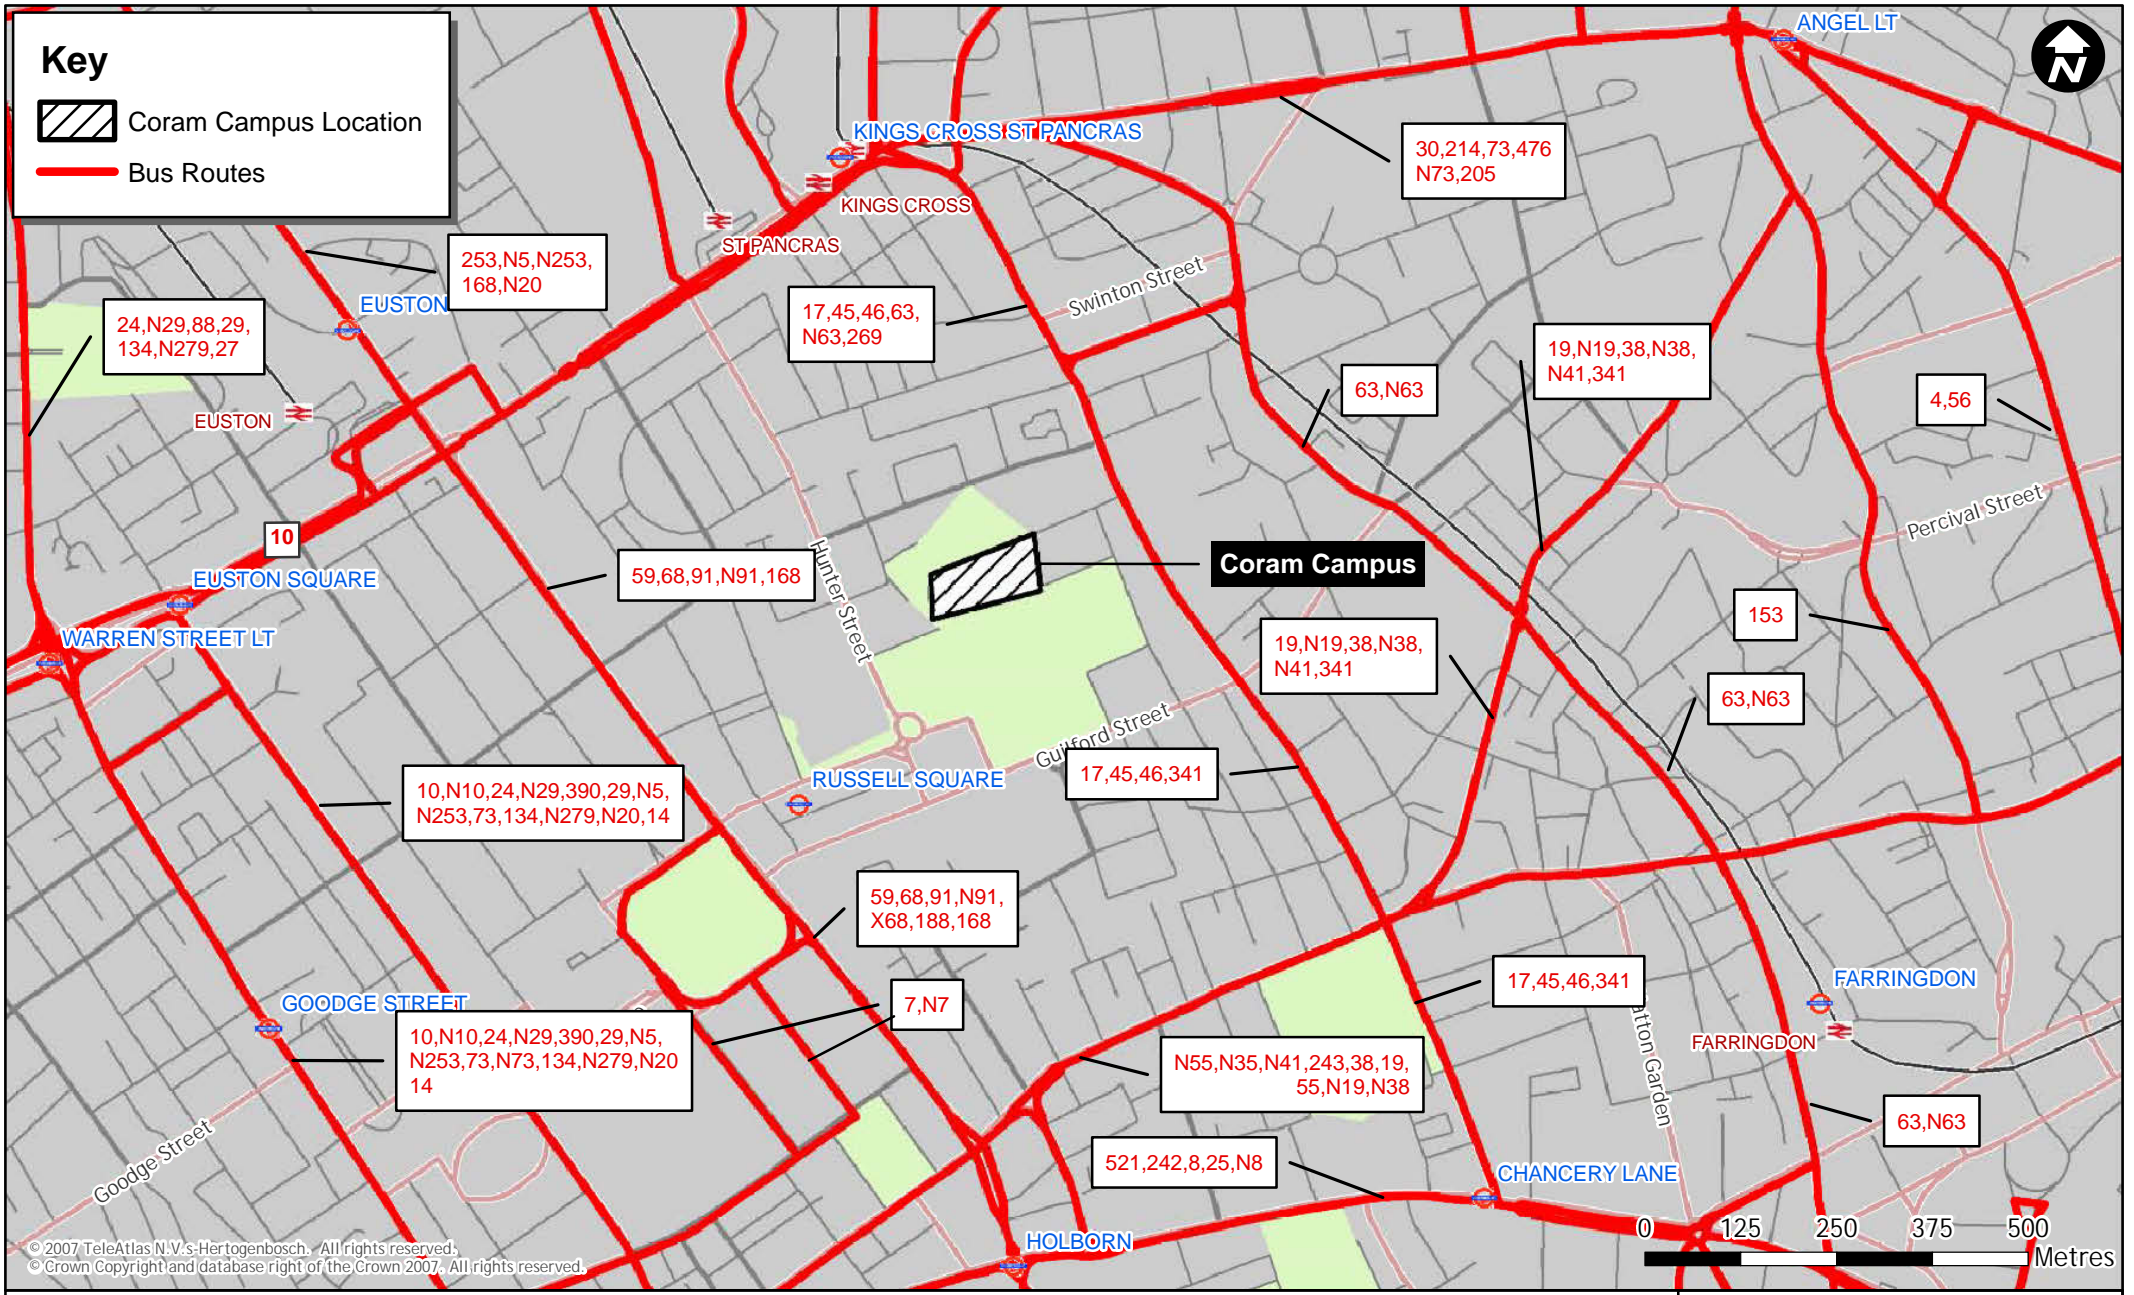 Key
Coram Campus Location
Bus Routes
ANGEL LT
N
KINGS CROSS ST PANCRAS
30,214,73,476
N73,205
KINGS CROSS
ST PANCRAS
253,N5,N253,
168,N20
EUSTON
Swinton Street
24,N29,88,29,
134,N279,27
17,45,46,63,
N63,269
19,N19,38,N38,
N41,341
63,N63
4,56
EUSTON
Percival Street
10
Hunter Street
Coram Campus
EUSTON SQUARE
59,68,91,N91,168
153
WARREN STREET LT
19,N19,38,N38,
N41,341
63,N63
Guilford Street
RUSSELL SQUARE
17,45,46,341
10,N10,24,N29,390,29,N5,
N253,73,134,N279,N20,14
59,68,91,N91,
X68,188,168
17,45,46,341
FARRINGDON
GOODGE STREET
7,N7
atton Garden
FARRINGDON
10,N10,24,N29,390,29,N5,
N253,73,N73,134,N279,N20
14
N55,N35,N41,243,38,19,
55,N19,N38
63,N63
Goodge Street
521,242,8,25,N8
CHANCERY LANE
HOLBORN
0 125 250 375 500
Metres
© 2007 TeleAtlas N.V.s-Hertogenbosch. All rights reserved.
© Crown Copyright and database right of the Crown 2007. All rights reserved.